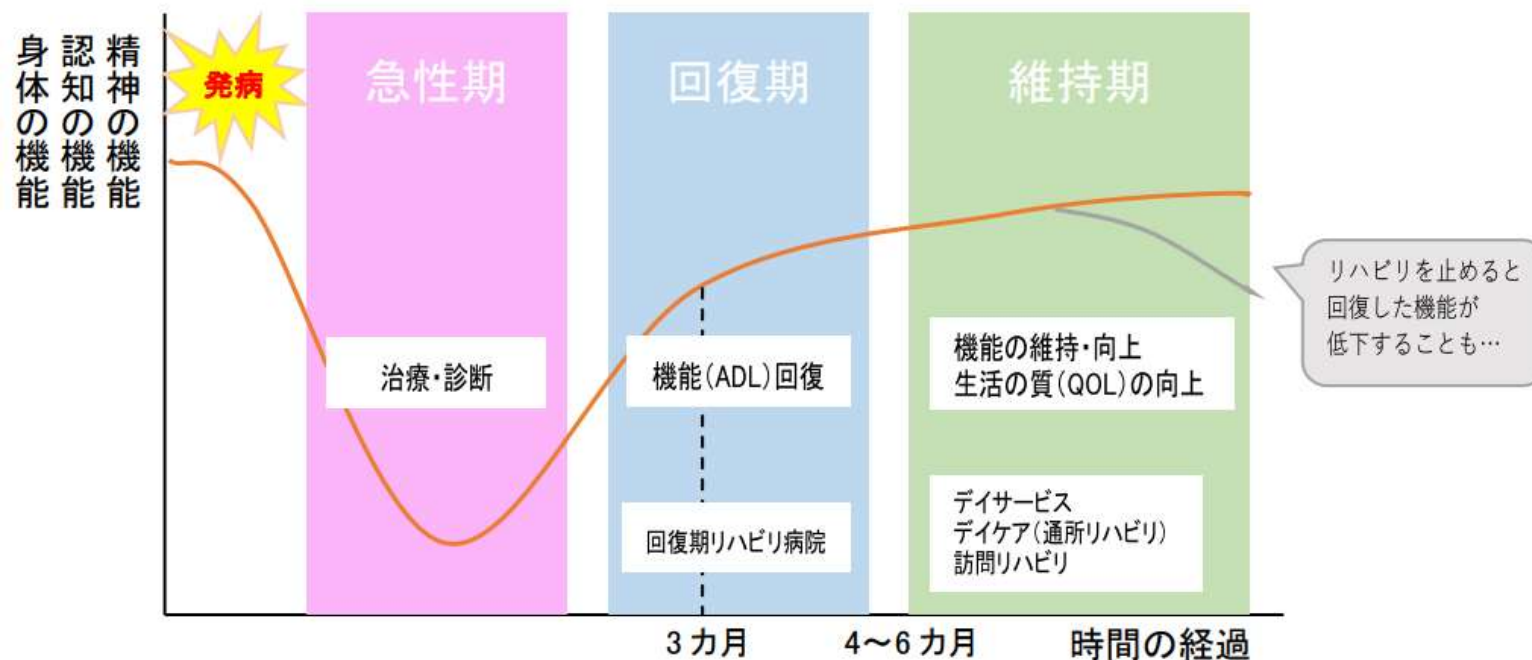 精神の機能
認知の機能
身体の機能
発病
急性期
回復期
維持期
治療・診断
機能(ADL)回復
機能の維持・向上
生活の質(QOL)の向上
リハビリを止めると
回復した機能が
低下することも…
回復期リハビリ病院
デイサービス
デイケア(通所リハビリ)
訪問リハビリ
3カ月
4～6カ月
時間の経過